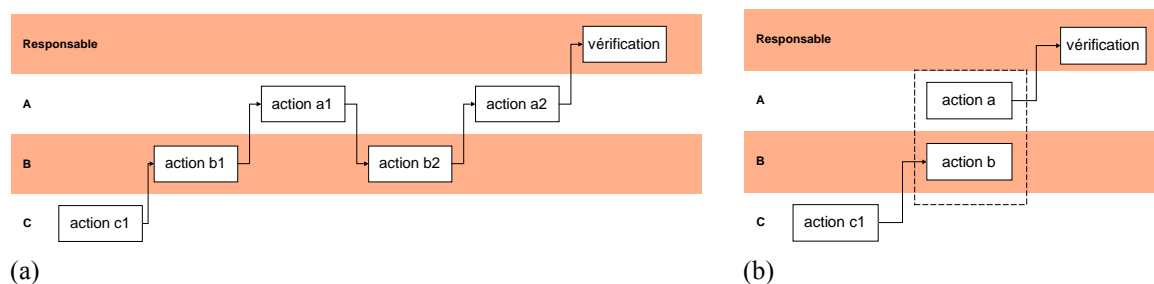 Responsable
vérification
A
action a1
action a2
B
action b1
action b2
C
action c1
(a)
Responsable
vérification
A
action a
B
action b
C
action c1
(b)